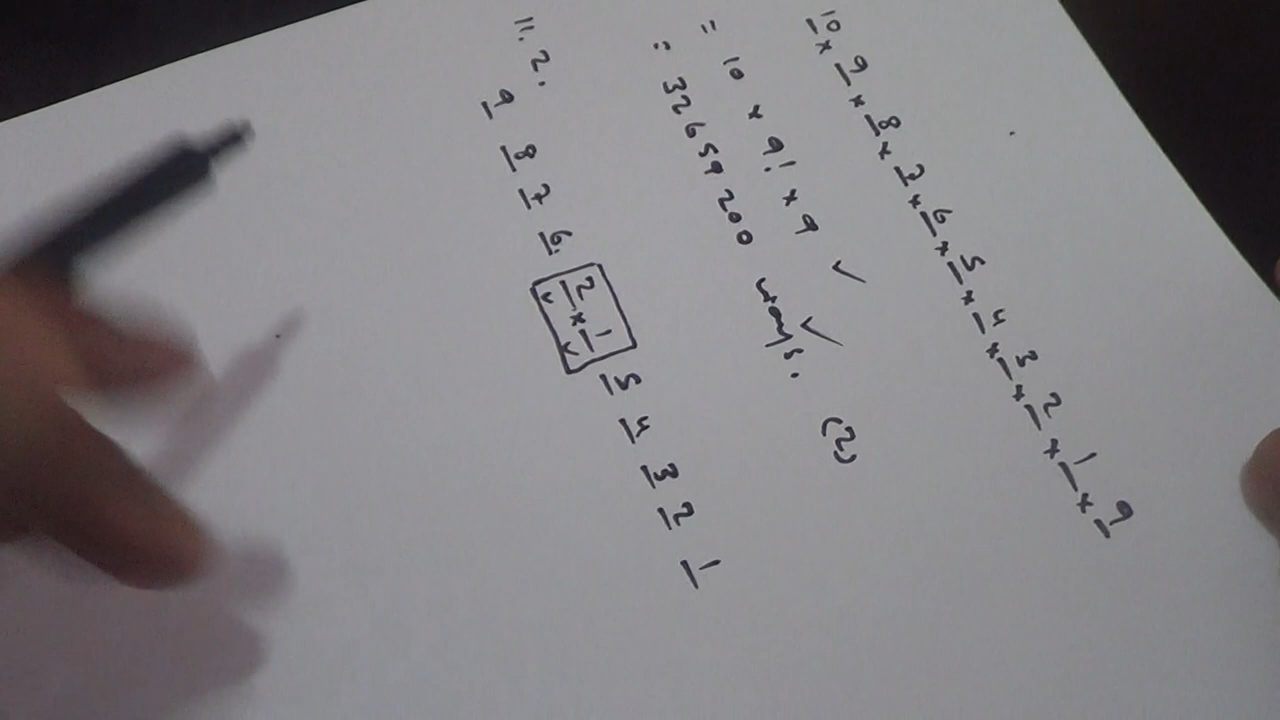 10 × 9 × 8 × 7 × 6 × 5 × 4 × 3 × 2 × 1 × 9
= 10 × 9! × 9 ✓
= 32659200 ways. ✓ (2)
11.2.
9 8 7 6 2 × 1 5 4 3 2 1